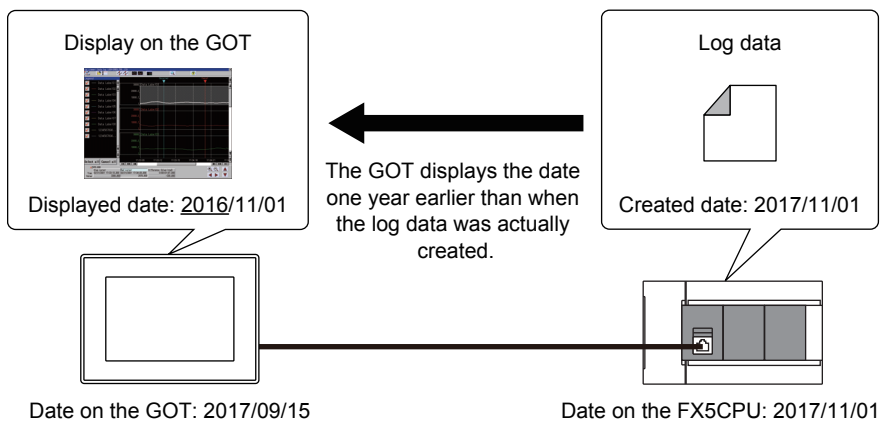 Display on the GOT
Displayed date: 2016/11/01
The GOT displays the date
one year earlier than when
the log data was actually
created.
Log data
Created date: 2017/11/01
Date on the GOT: 2017/09/15
Date on the FX5CPU: 2017/11/01